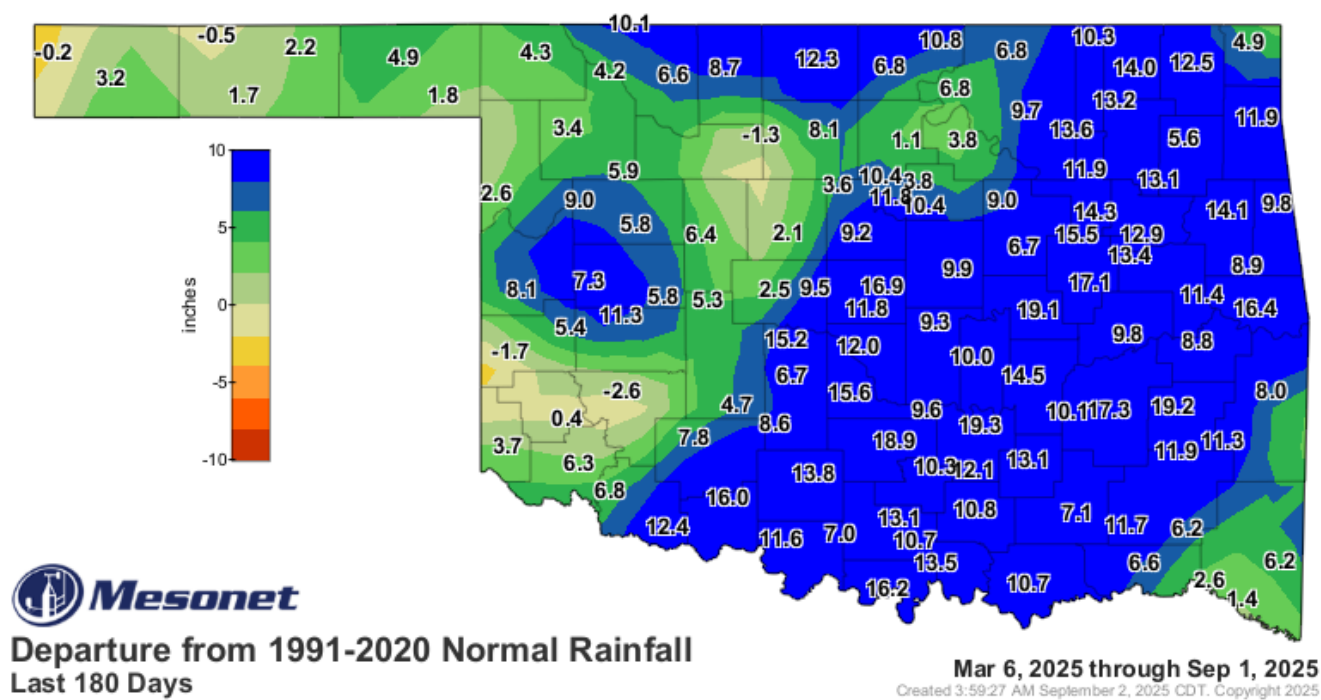 10.1
-0.2 -0.5 2.2 4.9 4.3 4.2 6.6 8.7 12.3 6.8 10.8 6.8 10.3 14.0 12.5 4.9
3.2 1.7 1.8 6.8 13.2
3.4 -1.3 8.1 1.1 3.8 9.7 13.6 5.6 11.9
10
5.9 3.6 10.4 3.8 11.9 13.1
2.6 9.0 11.8 10.4 9.0 14.3 14.1 9.8
5
5.8 6.4 2.1 9.2 6.7 15.5 12.9
13.4
8.1 7.3 5.8 5.3 2.5 9.5 16.9 9.9 17.1 8.9
inches
0
11.3 11.8 19.1 11.4 16.4
5.4 15.2 12.0 9.3 9.8 8.8
-1.7 6.7 10.0 14.5
-5
-2.6 4.7 15.6 9.6 10.1 17.3 19.2 8.0
0.4 8.6 19.3
3.7 7.8 18.9 11.9 11.3
-10
6.3 13.8 10.3 12.1 13.1
6.8 16.0 10.8
12.4 11.6 7.0 13.1 7.1 11.7 6.2
10.7
13.5 6.6 6.2
16.2 10.7 2.6
1.4
Mesonet
Departure from 1991-2020 Normal Rainfall
Last 180 Days
Mar 6, 2025 through Sep 1, 2025
Created 3:59:27 AM September 2, 2025 CDT. Copyright 2025